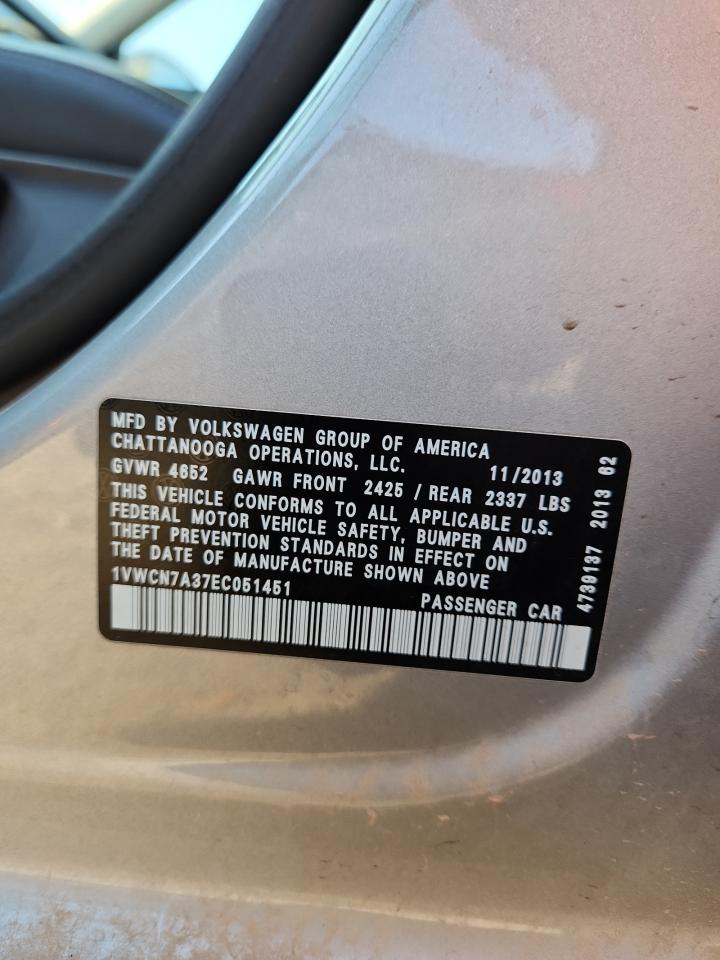 MFD BY VOLKSWAGEN GROUP OF AMERICA
CHATTANOOGA OPERATIONS, LLC. 11/2013
GVWR 4652 GAWR FRONT 2425 / REAR 2337 LBS
THIS VEHICLE CONFORMS TO ALL APPLICABLE U.S.
FEDERAL MOTOR VEHICLE SAFETY, BUMPER AND
THEFT PREVENTION STANDARDS IN EFFECT ON
THE DATE OF MANUFACTURE SHOWN ABOVE
1VWCN7A37EC051451 PASSENGER CAR
4739137 2013 62